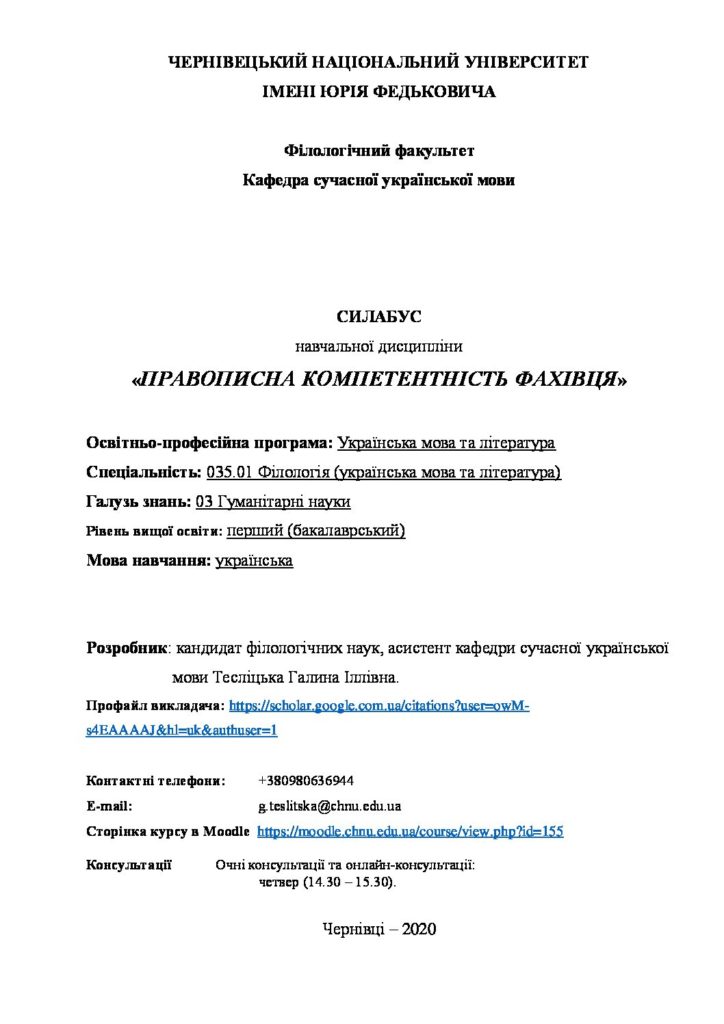 ЧЕРНІВЕЦЬКИЙ НАЦІОНАЛЬНИЙ УНІВЕРСИТЕТ
ІМЕНІ ЮРІЯ ФЕДЬКОВИЧА
Філологічний факультет
Кафедра сучасної української мови
СИЛАБУС
навчальної дисципліни
«ПРАВОПИСНА КОМПЕТЕНТНІСТЬ ФАХІВЦЯ»
Освітньо-професійна програма: Українська мова та література
Спеціальність: 035.01 Філологія (українська мова та література)
Галузь знань: 03 Гуманітарні науки
Рівень вищої освіти: перший (бакалаврський)
Мова навчання: українська
Розробник: кандидат філологічних наук, асистент кафедри сучасної української
мови Тесліцька Галина Іллівна.
Профайл викладача: https://scholar.google.com.ua/citations?user=owM-
s4EAAAAJ&hl=uk&authuser=1
Контактні телефони: +380980636944
E-mail: g.teslitska@chnu.edu.ua
Сторінка курсу в Moodle https://moodle.chnu.edu.ua/course/view.php?id=155
Консультації Очні консультації та онлайн-консультації:
четвер (14.30 – 15.30).
Чернівці – 2020